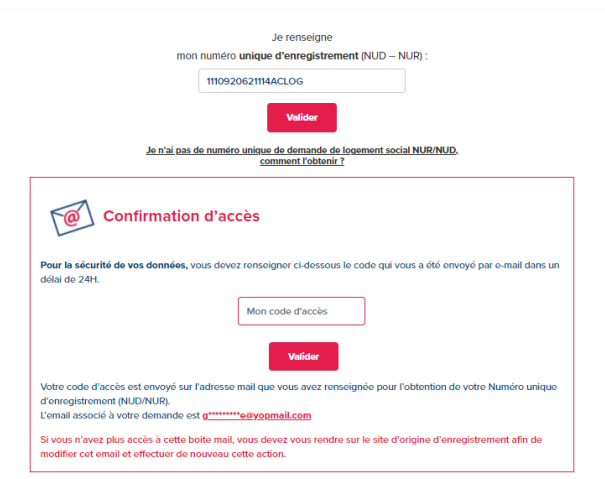 Je renseigne
mon numéro unique d'enregistrement (NUD – NUR) :
1110920621114ACLOG
Valider
Je n'ai pas de numéro unique de demande de logement social NUR/NUD,
comment l'obtenir ?
@
Confirmation d'accès
Pour la sécurité de vos données, vous devez renseigner ci-dessous le code qui vous a été envoyé par e-mail dans un
délai de 24H.
Mon code d'accès
Valider
Votre code d'accès est envoyé sur l'adresse mail que vous avez renseignée pour l'obtention de votre Numéro unique
d'enregistrement (NUD/NUR).
L'email associé à votre demande est g*********e@yopmail.com
Si vous n'avez plus accès à cette boite mail, vous devez vous rendre sur le site d'origine d'enregistrement afin de
modifier cet email et effectuer de nouveau cette action.